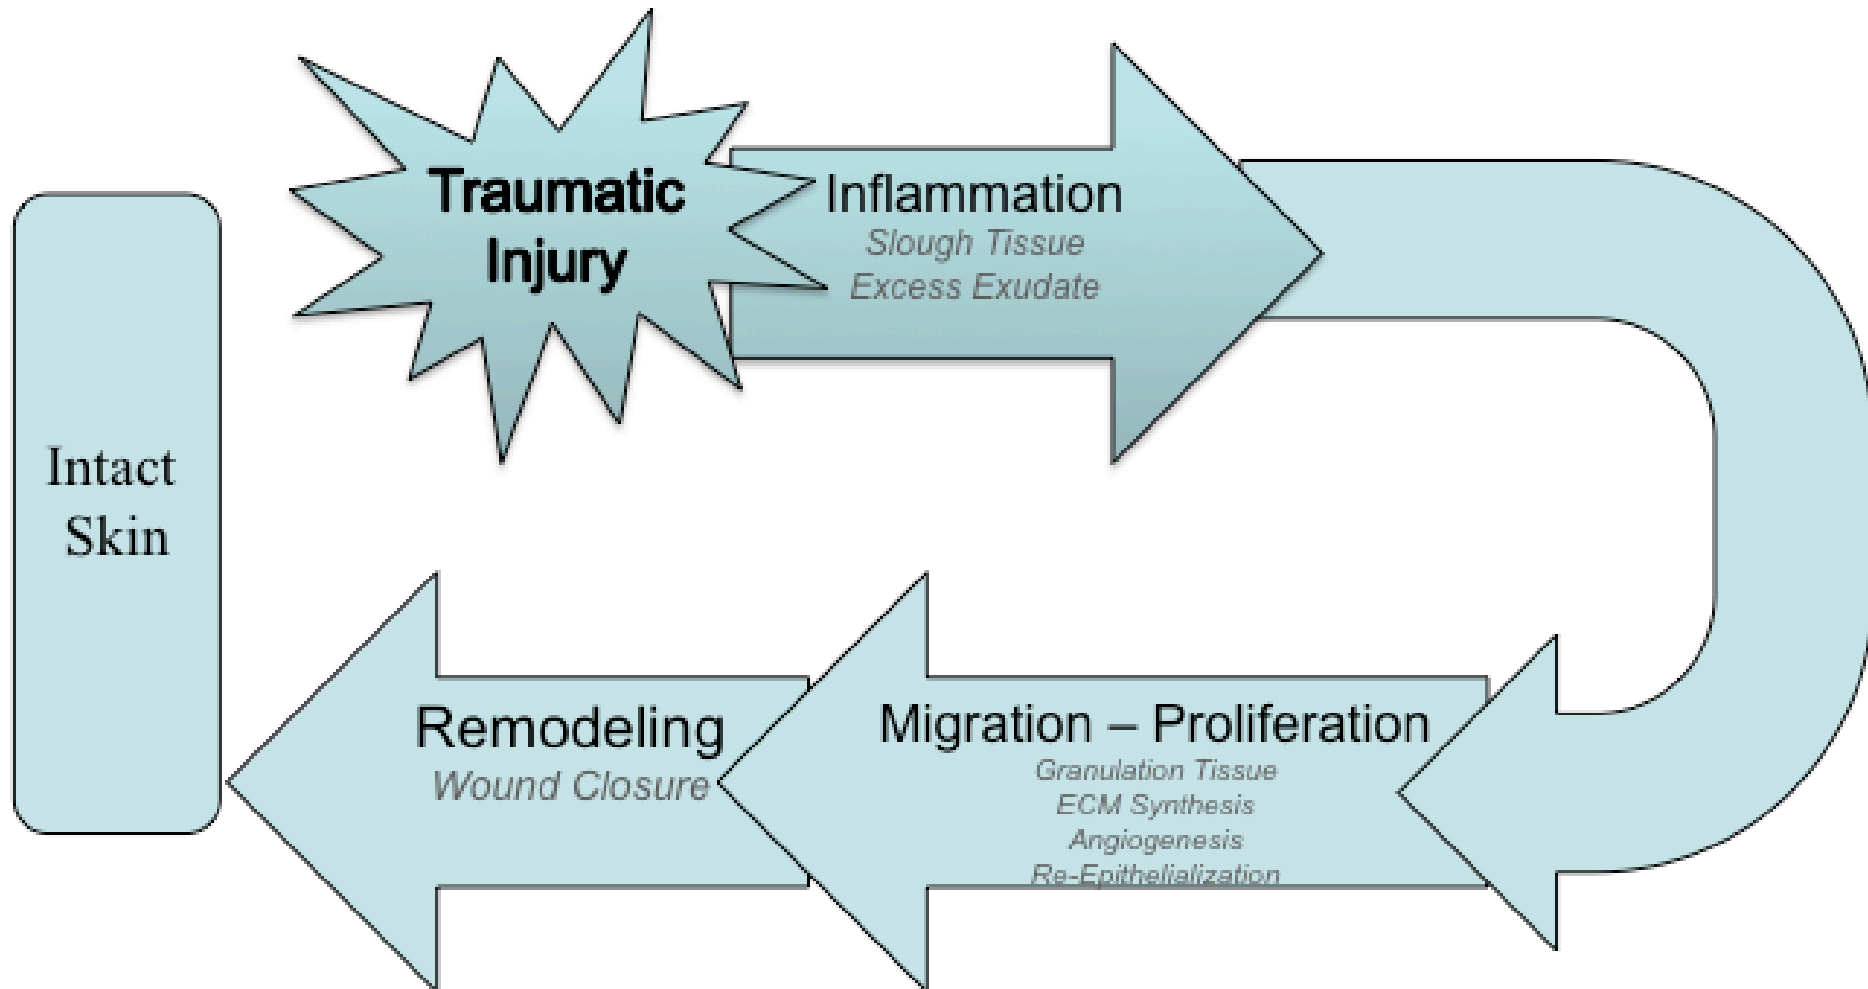 Traumatic
Injury
Inflammation
Slough Tissue
Excess Exudate
Intact
Skin
Remodeling
Wound Closure
Migration – Proliferation
Granulation Tissue
ECM Synthesis
Angiogenesis
Re-Epithelialization